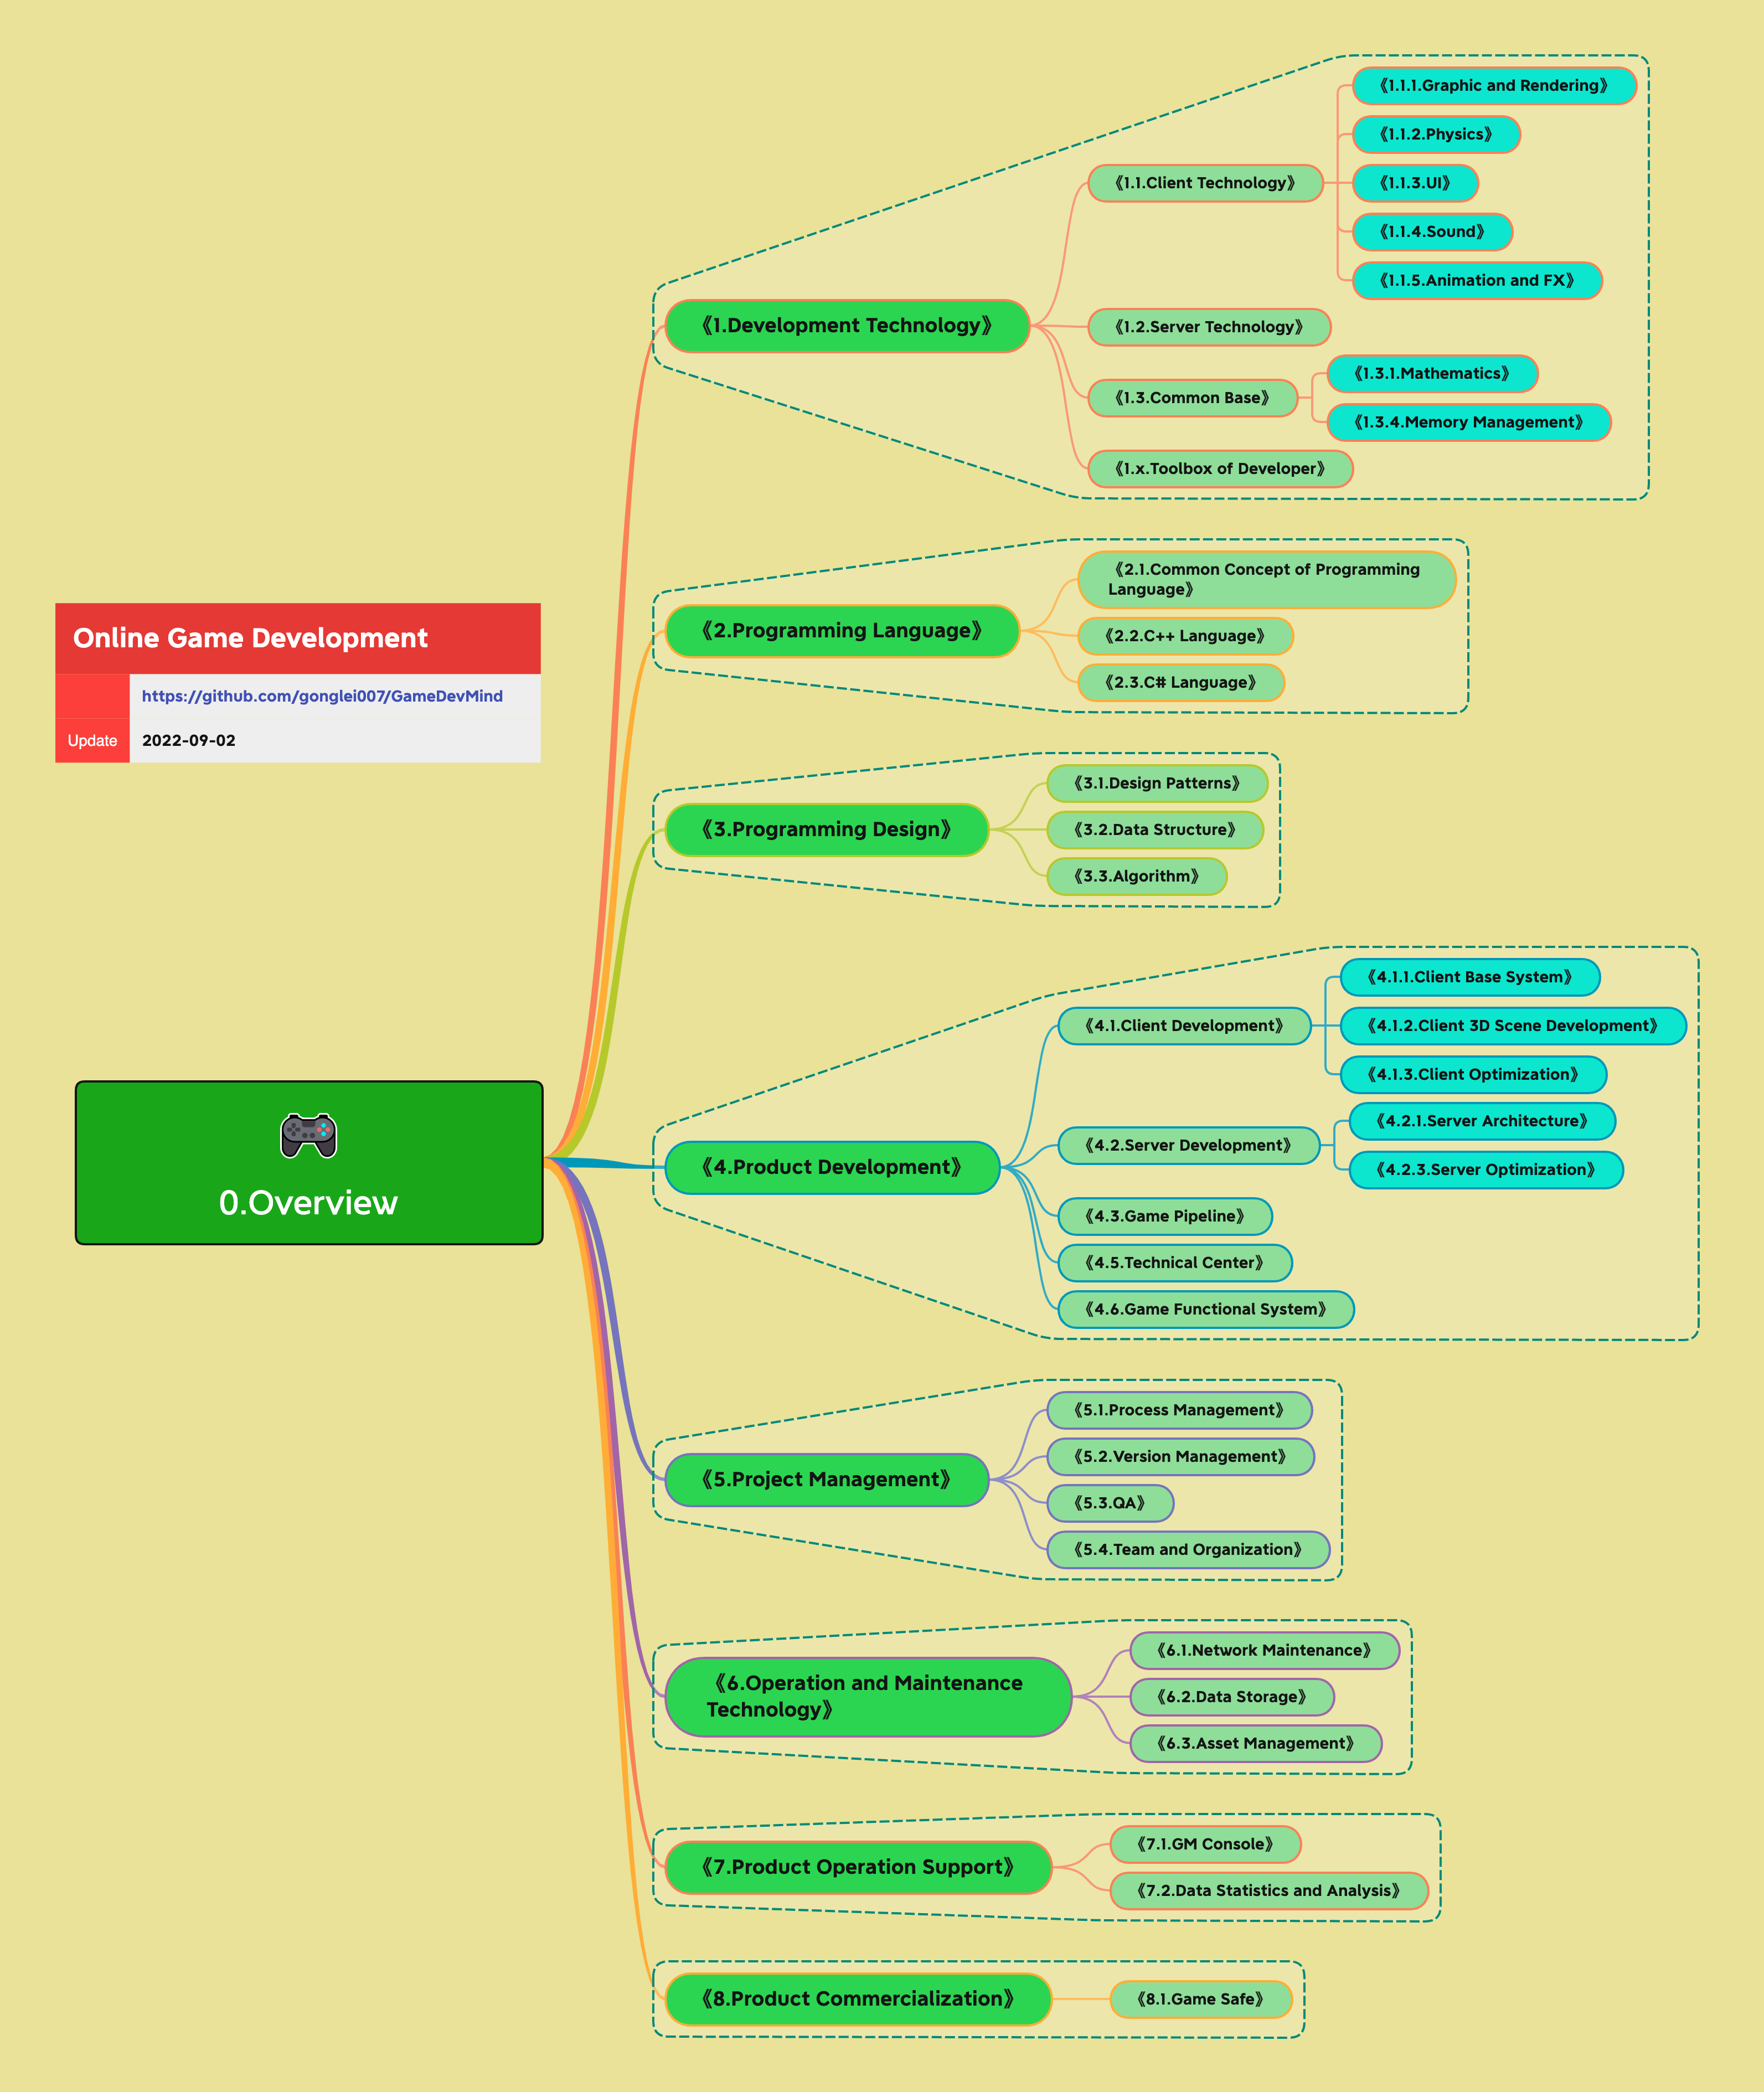 Online Game Development
https://github.com/gonglei007/GameDevMind
Update 2022-09-02
0.Overview
《1.Development Technology》
《1.1.Client Technology》
《1.1.1.Graphic and Rendering》
《1.1.2.Physics》
《1.1.3.UI》
《1.1.4.Sound》
《1.1.5.Animation and FX》
《1.2.Server Technology》
《1.3.Common Base》
《1.3.1.Mathematics》
《1.3.4.Memory Management》
《1.x.Toolbox of Developer》
《2.Programming Language》
《2.1.Common Concept of Programming
Language》
《2.2.C++ Language》
《2.3.C# Language》
《3.Programming Design》
《3.1.Design Patterns》
《3.2.Data Structure》
《3.3.Algorithm》
《4.Product Development》
《4.1.Client Development》
《4.1.1.Client Base System》
《4.1.2.Client 3D Scene Development》
《4.1.3.Client Optimization》
《4.2.Server Development》
《4.2.1.Server Architecture》
《4.2.3.Server Optimization》
《4.3.Game Pipeline》
《4.5.Technical Center》
《4.6.Game Functional System》
《5.Project Management》
《5.1.Process Management》
《5.2.Version Management》
《5.3.QA》
《5.4.Team and Organization》
《6.Operation and Maintenance
Technology》
《6.1.Network Maintenance》
《6.2.Data Storage》
《6.3.Asset Management》
《7.Product Operation Support》
《7.1.GM Console》
《7.2.Data Statistics and Analysis》
《8.Product Commercialization》
《8.1.Game Safe》